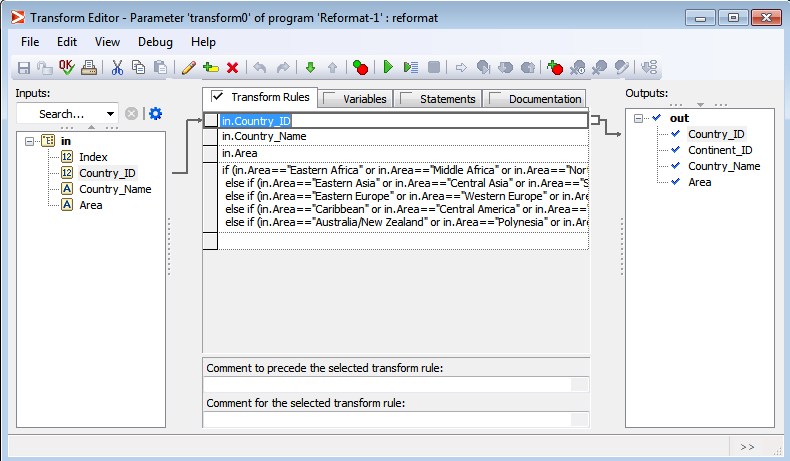 Transform Editor - Parameter 'transform0' of program 'Reformat-1' : reformat
File Edit View Debug Help
OK
Inputs:
Search...
in
12 Index
12 Country_ID
A Country_Name
A Area
Transform Rules Variables Statements Documentation
in.Country_ID
in.Country_Name
in.Area
if (in.Area=="Eastern Africa" or in.Area=="Middle Africa" or in.Area=="Nor
else if (in.Area=="Eastern Asia" or in.Area=="Central Asia" or in.Area=="S
else if (in.Area=="Eastern Europe" or in.Area=="Western Europe" or in.Are
else if (in.Area=="Caribbean" or in.Area=="Central America" or in.Area==
else if (in.Area=="Australia/New Zealand" or in.Area=="Polynesia" or in.Are
Comment to precede the selected transform rule:
Comment for the selected transform rule:
Outputs:
out
Country_ID
Continent_ID
Country_Name
Area
>>